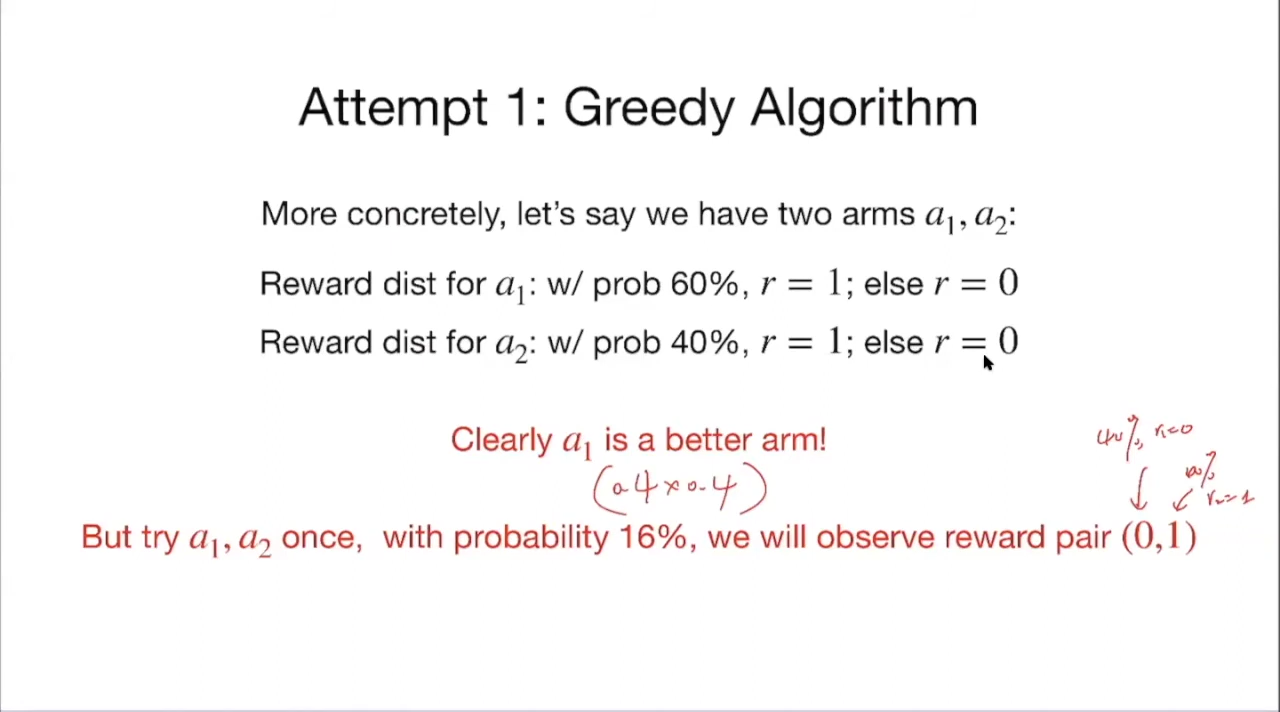 Attempt 1: Greedy Algorithm
More concretely, let's say we have two arms a₁, a₂:
Reward dist for a₁: w/ prob 60%, r = 1; else r = 0
Reward dist for a₂: w/ prob 40%, r = 1; else r = 0
Clearly a₁ is a better arm!
40%, r₁=0
(0.4 × 0.4)
r₂=1
But try a₁, a₂ once, with probability 16%, we will observe reward pair (0,1)